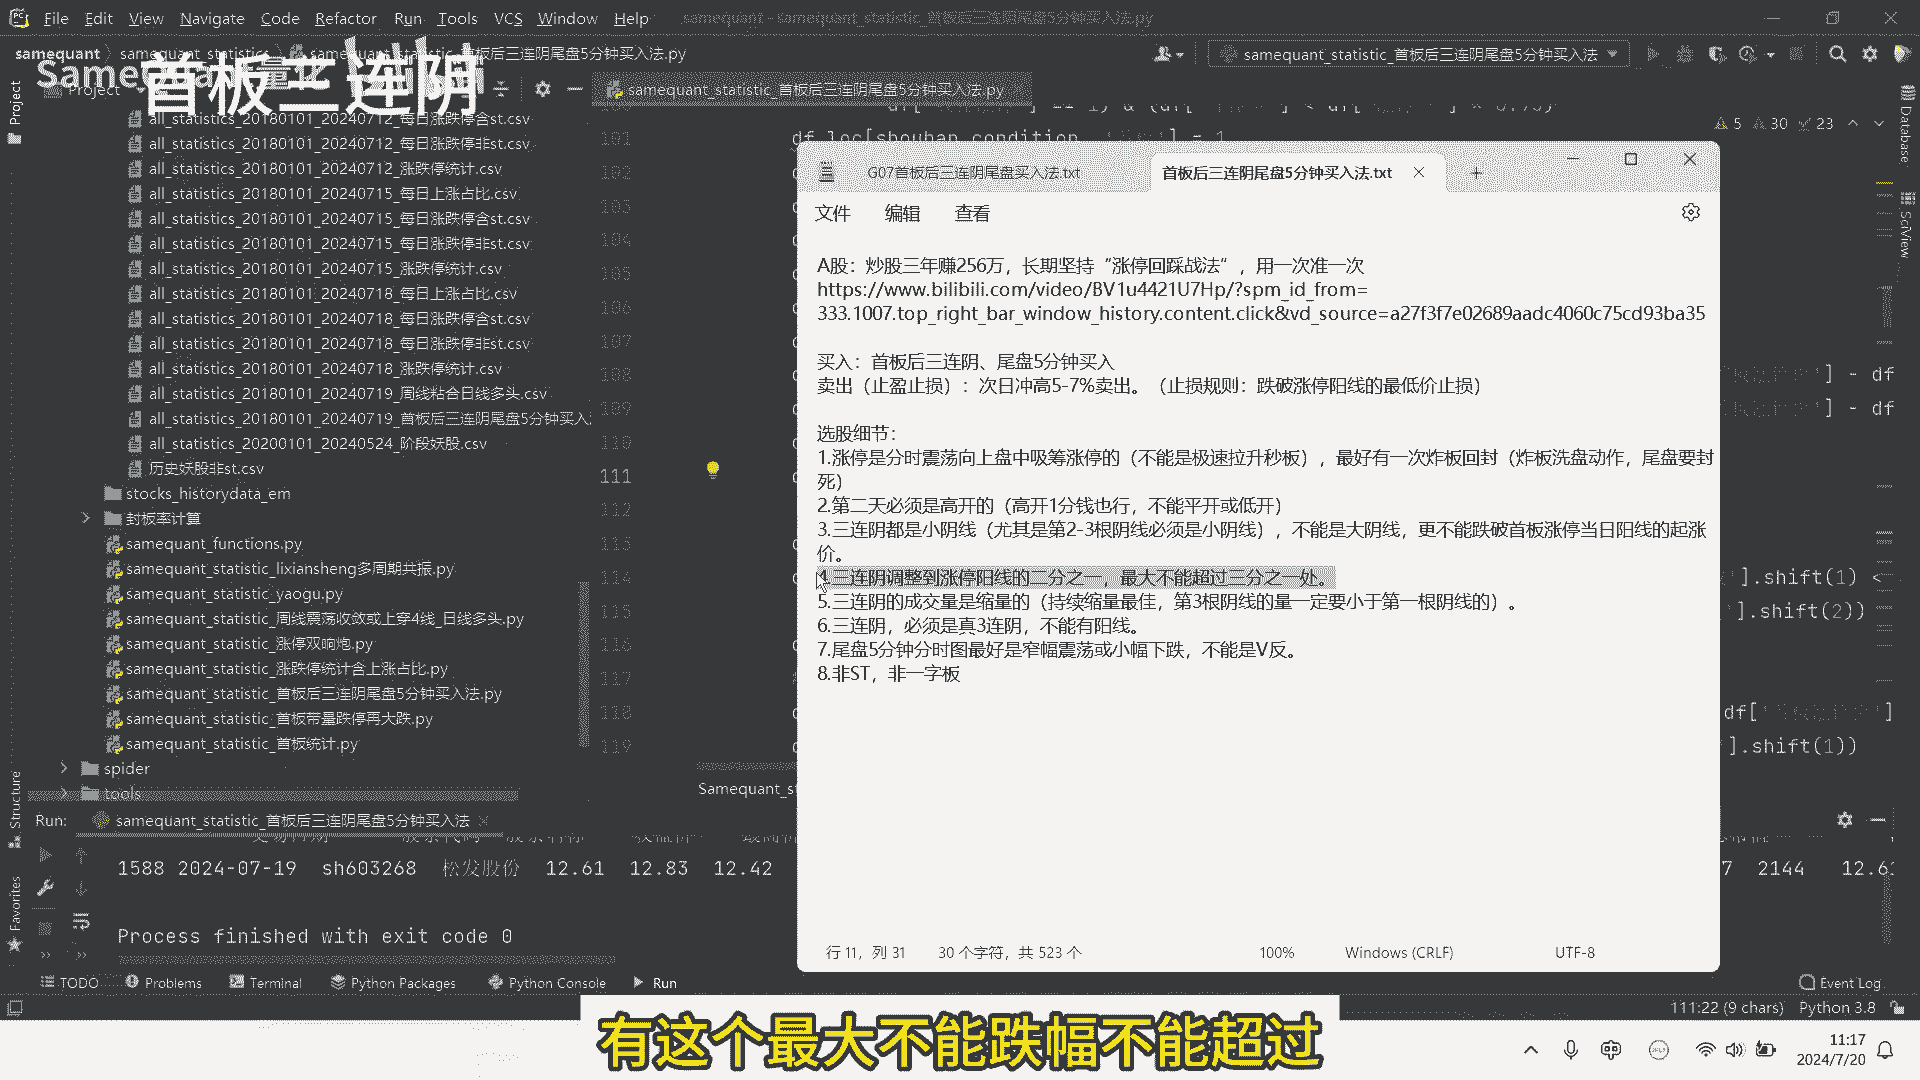 File Edit View Navigate Code Refactor Run Tools VCS Window Help
samequant - samequant_statistic_首板后三连阴尾盘5分钟买入法.py
samequant samequant_statistics samequant_statistic_首板后三连阴尾盘5分钟买入法.py
samequant_statistic_首板后三连阴尾盘5分钟买入法
首板三连阴
Project
samequant_statistic_首板后三连阴尾盘5分钟买入法.py
5 30 23
all_statistics_20180101_20240712_每日涨跌停含st.csv
all_statistics_20180101_20240712_每日涨跌停非st.csv
all_statistics_20180101_20240712_涨跌停统计.csv
all_statistics_20180101_20240715_每日上涨占比.csv
all_statistics_20180101_20240715_每日涨跌停含st.csv
all_statistics_20180101_20240715_每日涨跌停非st.csv
all_statistics_20180101_20240715_涨跌停统计.csv
all_statistics_20180101_20240718_每日上涨占比.csv
all_statistics_20180101_20240718_每日涨跌停含st.csv
all_statistics_20180101_20240718_每日涨跌停非st.csv
all_statistics_20180101_20240718_涨跌停统计.csv
all_statistics_20180101_20240719_周线粘合日线多头.csv
all_statistics_20180101_20240719_首板后三连阴尾盘5分钟买入
all_statistics_20200101_20240524_阶段妖股.csv
历史妖股非st.csv
stocks_historydata_em
封板率计算
samequant_functions.py
samequant_statistic_lixiansheng多周期共振.py
samequant_statistic_yaogu.py
samequant_statistic_周线震荡收敛或上穿4线_日线多头.py
samequant_statistic_涨停双响炮.py
samequant_statistic_涨跌停统计含上涨占比.py
samequant_statistic_首板后三连阴尾盘5分钟买入法.py
samequant_statistic_首板带量跌停再大跌.py
samequant_statistic_首板统计.py
spider
tools
101
102
103
104
105
106
107
108
109
110
111
112
113
114
115
116
117
118
119
df.loc[shouban_condition
] - df
] - df
'].shift(1) <
'].shift(2))
df['
'].shift(1))
G07首板后三连阴尾盘买入法.txt
首板后三连阴尾盘5分钟买入法.txt
文件 编辑 查看
A股：炒股三年赚256万，长期坚持“涨停回踩战法”，用一次准一次
https://www.bilibili.com/video/BV1u4421U7Hp/?spm_id_from=
333.1007.top_right_bar_window_history.content.click&vd_source=a27f3f7e02689aadc4060c75cd93ba35
买入：首板后三连阴、尾盘5分钟买入
卖出（止盈止损）：次日冲高5-7%卖出。（止损规则：跌破涨停阳线的最低价止损）
选股细节：
1.涨停是分时震荡向上盘中吸筹涨停的（不能是极速拉升秒板），最好有一次炸板回封（炸板洗盘动作，尾盘要封
死）
2.第二天必须是高开的（高开1分钱也行，不能平开或低开）
3.三连阴都是小阴线（尤其是第2-3根阴线必须是小阴线），不能是大阴线，更不能跌破首板涨停当日阳线的起涨
价。
4.三连阴调整到涨停阳线的二分之一，最大不能超过三分之一处。
5.三连阴的成交量是缩量的（持续缩量最佳，第3根阴线的量一定要小于第一根阴线的）。
6.三连阴，必须是真3连阴，不能有阳线。
7.尾盘5分钟分时图最好是窄幅震荡或小幅下跌，不能是V反。
8.非ST，非一字板
行 11，列 31 30 个字符，共 523 个 100% Windows (CRLF) UTF-8
Database
SciView
Structure
Favorites
Run: samequant_statistic_首板后三连阴尾盘5分钟买入法
1588 2024-07-19 sh603268 松发股份 12.61 12.83 12.42
7 2144
Process finished with exit code 0
TODO Problems Terminal Python Packages Python Console Run Event Log
111:22 (9 chars) Python 3.8
有这个最大不能跌幅不能超过
11:17
2024/7/20